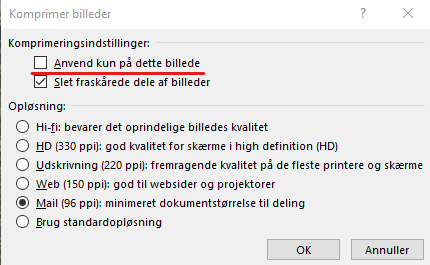 Komprimer billeder
Komprimeringsindstillinger:
Anvend kun på dette billede
Slet fraskårede dele af billeder
Opløsning:
Hi-fi: bevarer det oprindelige billedes kvalitet
HD (330 ppi): god kvalitet for skærme i high definition (HD)
Udskrivning (220 ppi): fremragende kvalitet på de fleste printere og skærme
Web (150 ppi): god til websider og projektorer
Mail (96 ppi): minimeret dokumentstørrelse til deling
Brug standardopløsning
OK Annuller